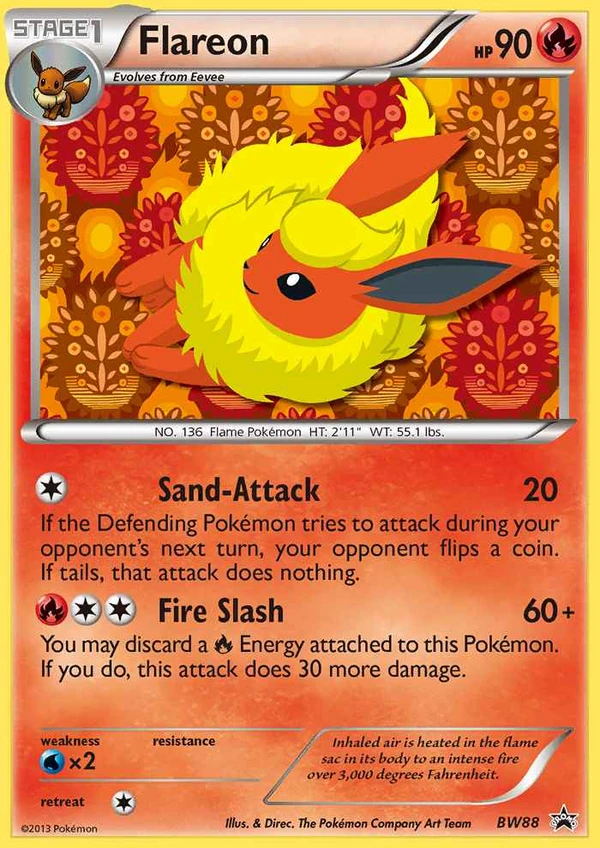 STAGE1
Flareon
HP 90
Evolves from Eevee
NO. 136 Flame Pokémon HT: 2'11" WT: 55.1 lbs.
Sand-Attack 20
If the Defending Pokémon tries to attack during your
opponent's next turn, your opponent flips a coin.
If tails, that attack does nothing.
Fire Slash 60+
You may discard a Energy attached to this Pokémon.
If you do, this attack does 30 more damage.
weakness resistance
×2
Inhaled air is heated in the flame
sac in its body to an intense fire
over 3,000 degrees Fahrenheit.
retreat
©2013 Pokémon
Illus. & Direc. The Pokémon Company Art Team BW88
PROMO